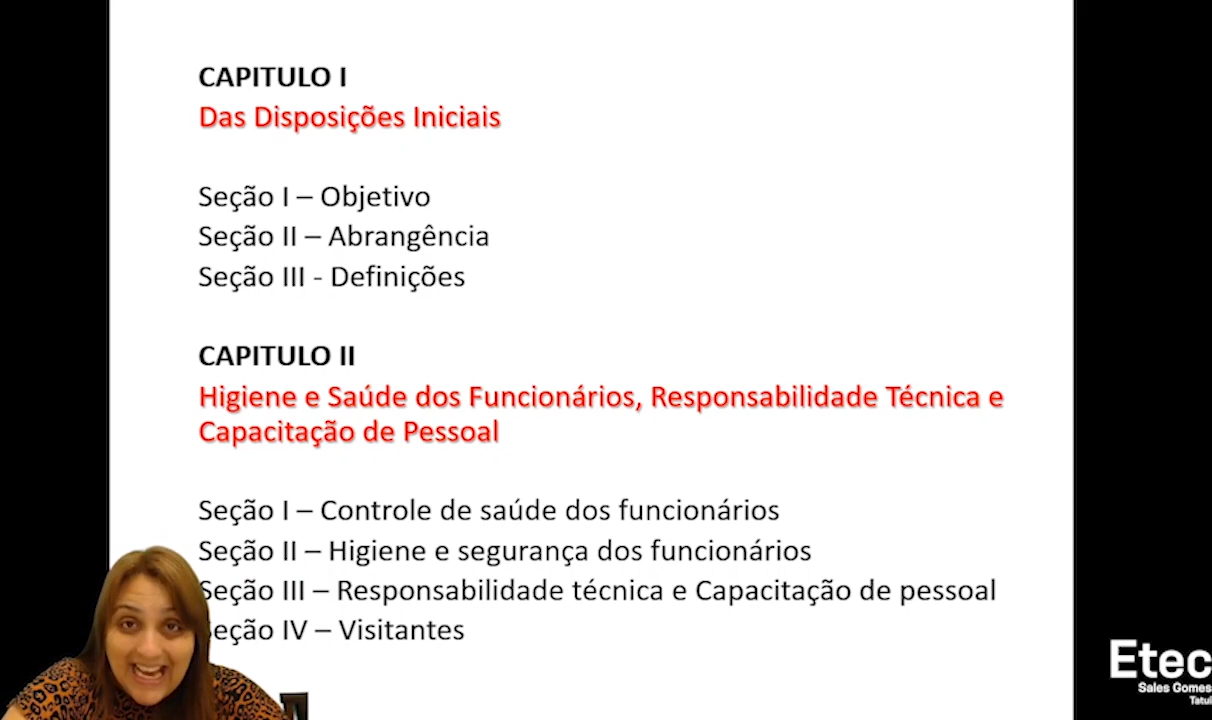 CAPITULO I
Das Disposições Iniciais
Seção I – Objetivo
Seção II – Abrangência
Seção III - Definições
CAPITULO II
Higiene e Saúde dos Funcionários, Responsabilidade Técnica e
Capacitação de Pessoal
Seção I – Controle de saúde dos funcionários
Seção II – Higiene e segurança dos funcionários
Seção III – Responsabilidade técnica e Capacitação de pessoal
Seção IV – Visitantes
Etec
Sales Gomes
Tatuí